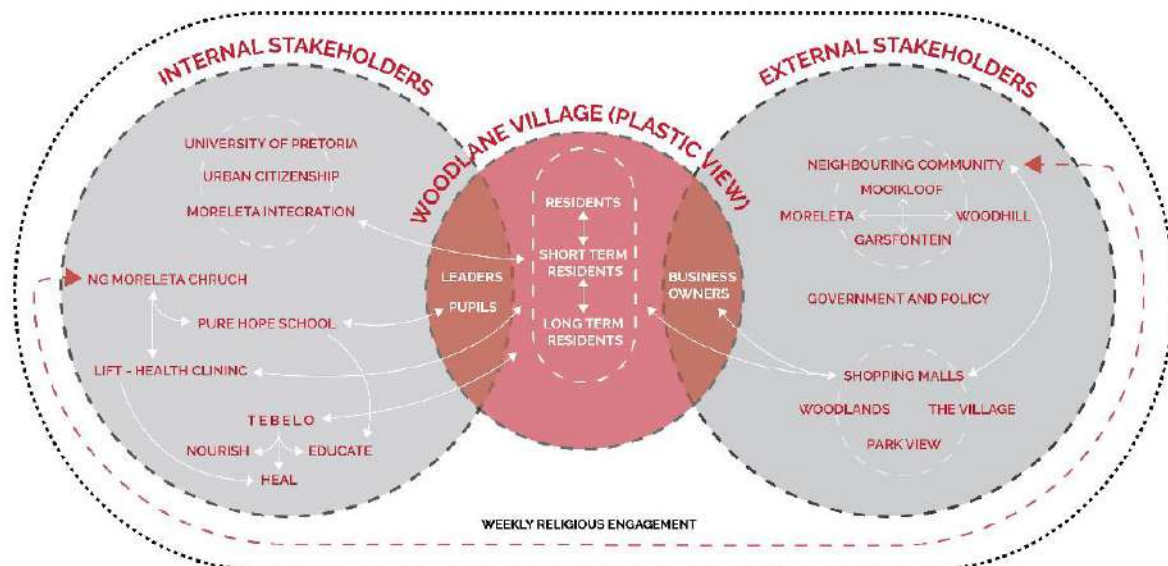 INTERNAL STAKEHOLDERS
UNIVERSITY OF PRETORIA
URBAN CITIZENSHIP
MORELETA INTEGRATION
NG MORELETA CHRUCH
PURE HOPE SCHOOL
LIFT - HEALTH CLININC
TEBELO
NOURISH
EDUCATE
HEAL
WOODLANE VILLAGE (PLASTIC VIEW)
LEADERS
PUPILS
RESIDENTS
SHORT TERM
RESIDENTS
LONG TERM
RESIDENTS
BUSINESS
OWNERS
EXTERNAL STAKEHOLDERS
NEIGHBOURING COMMUNITY
MOOIKLOOF
MORELETA
WOODHILL
GARSFONTEIN
GOVERNMENT AND POLICY
SHOPPING MALLS
WOODLANDS
THE VILLAGE
PARK VIEW
WEEKLY RELIGIOUS ENGAGEMENT